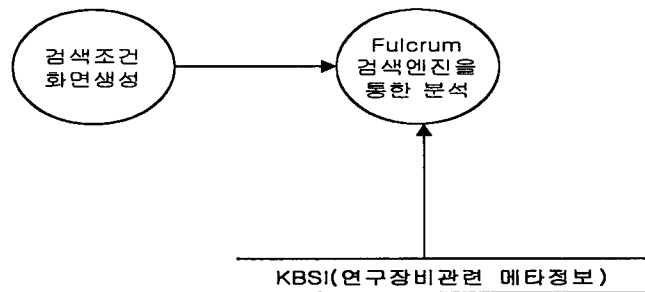 검색조건
화면생성
Fulcrum
검색엔진을
통한 분석
KBSI(연구장비관련 메타정보)